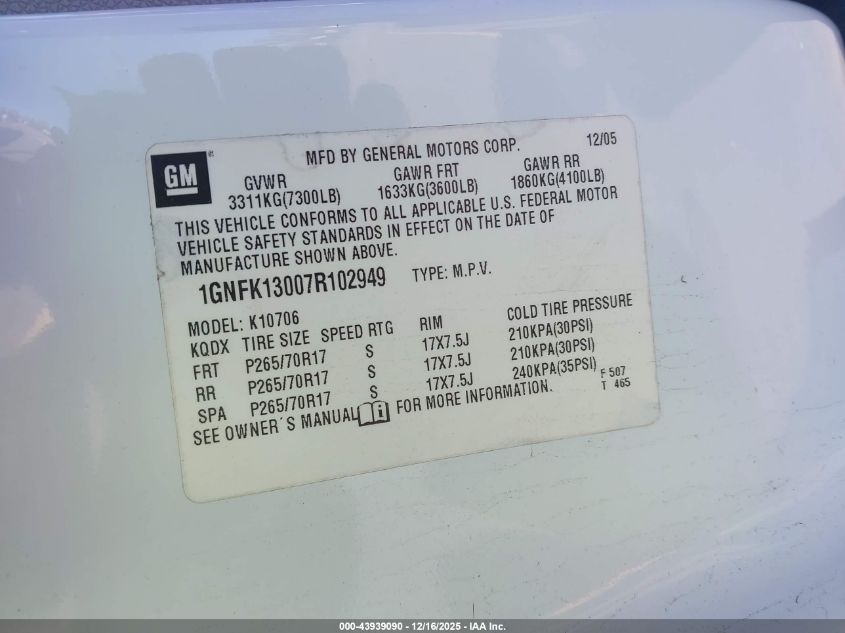 GM
MFD BY GENERAL MOTORS CORP. 12/05
GVWR GAWR FRT GAWR RR
3311KG(7300LB) 1633KG(3600LB) 1860KG(4100LB)
THIS VEHICLE CONFORMS TO ALL APPLICABLE U.S. FEDERAL MOTOR
VEHICLE SAFETY STANDARDS IN EFFECT ON THE DATE OF
MANUFACTURE SHOWN ABOVE.
1GNFK13007R102949 TYPE: M.P.V.
MODEL: K10706
KQDX TIRE SIZE SPEED RTG RIM COLD TIRE PRESSURE
FRT P265/70R17 S 17X7.5J 210KPA(30PSI)
RR P265/70R17 S 17X7.5J 210KPA(30PSI)
SPA P265/70R17 S 17X7.5J 240KPA(35PSI)
SEE OWNER´S MANUAL FOR MORE INFORMATION.
F 507
T 465
000-43939090 - 12/16/2025 - IAA Inc.